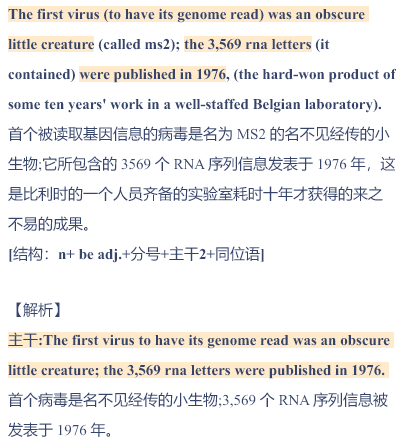 The first virus (to have its genome read) was an obscure
little creature (called ms2); the 3,569 rna letters (it
contained) were published in 1976, (the hard-won product of
some ten years' work in a well-staffed Belgian laboratory).
首个被读取基因信息的病毒是名为 MS2 的名不见经传的小
生物;它所包含的 3569 个 RNA 序列信息发表于 1976 年，这
是比利时的一个人员齐备的实验室耗时十年才获得的来之
不易的成果。
[结构：n+ be adj.+分号+主干2+同位语]
【解析】
主干:The first virus to have its genome read was an obscure
little creature; the 3,569 rna letters were published in 1976.
首个病毒是名不见经传的小生物;3,569 个 RNA 序列信息被
发表于 1976 年。